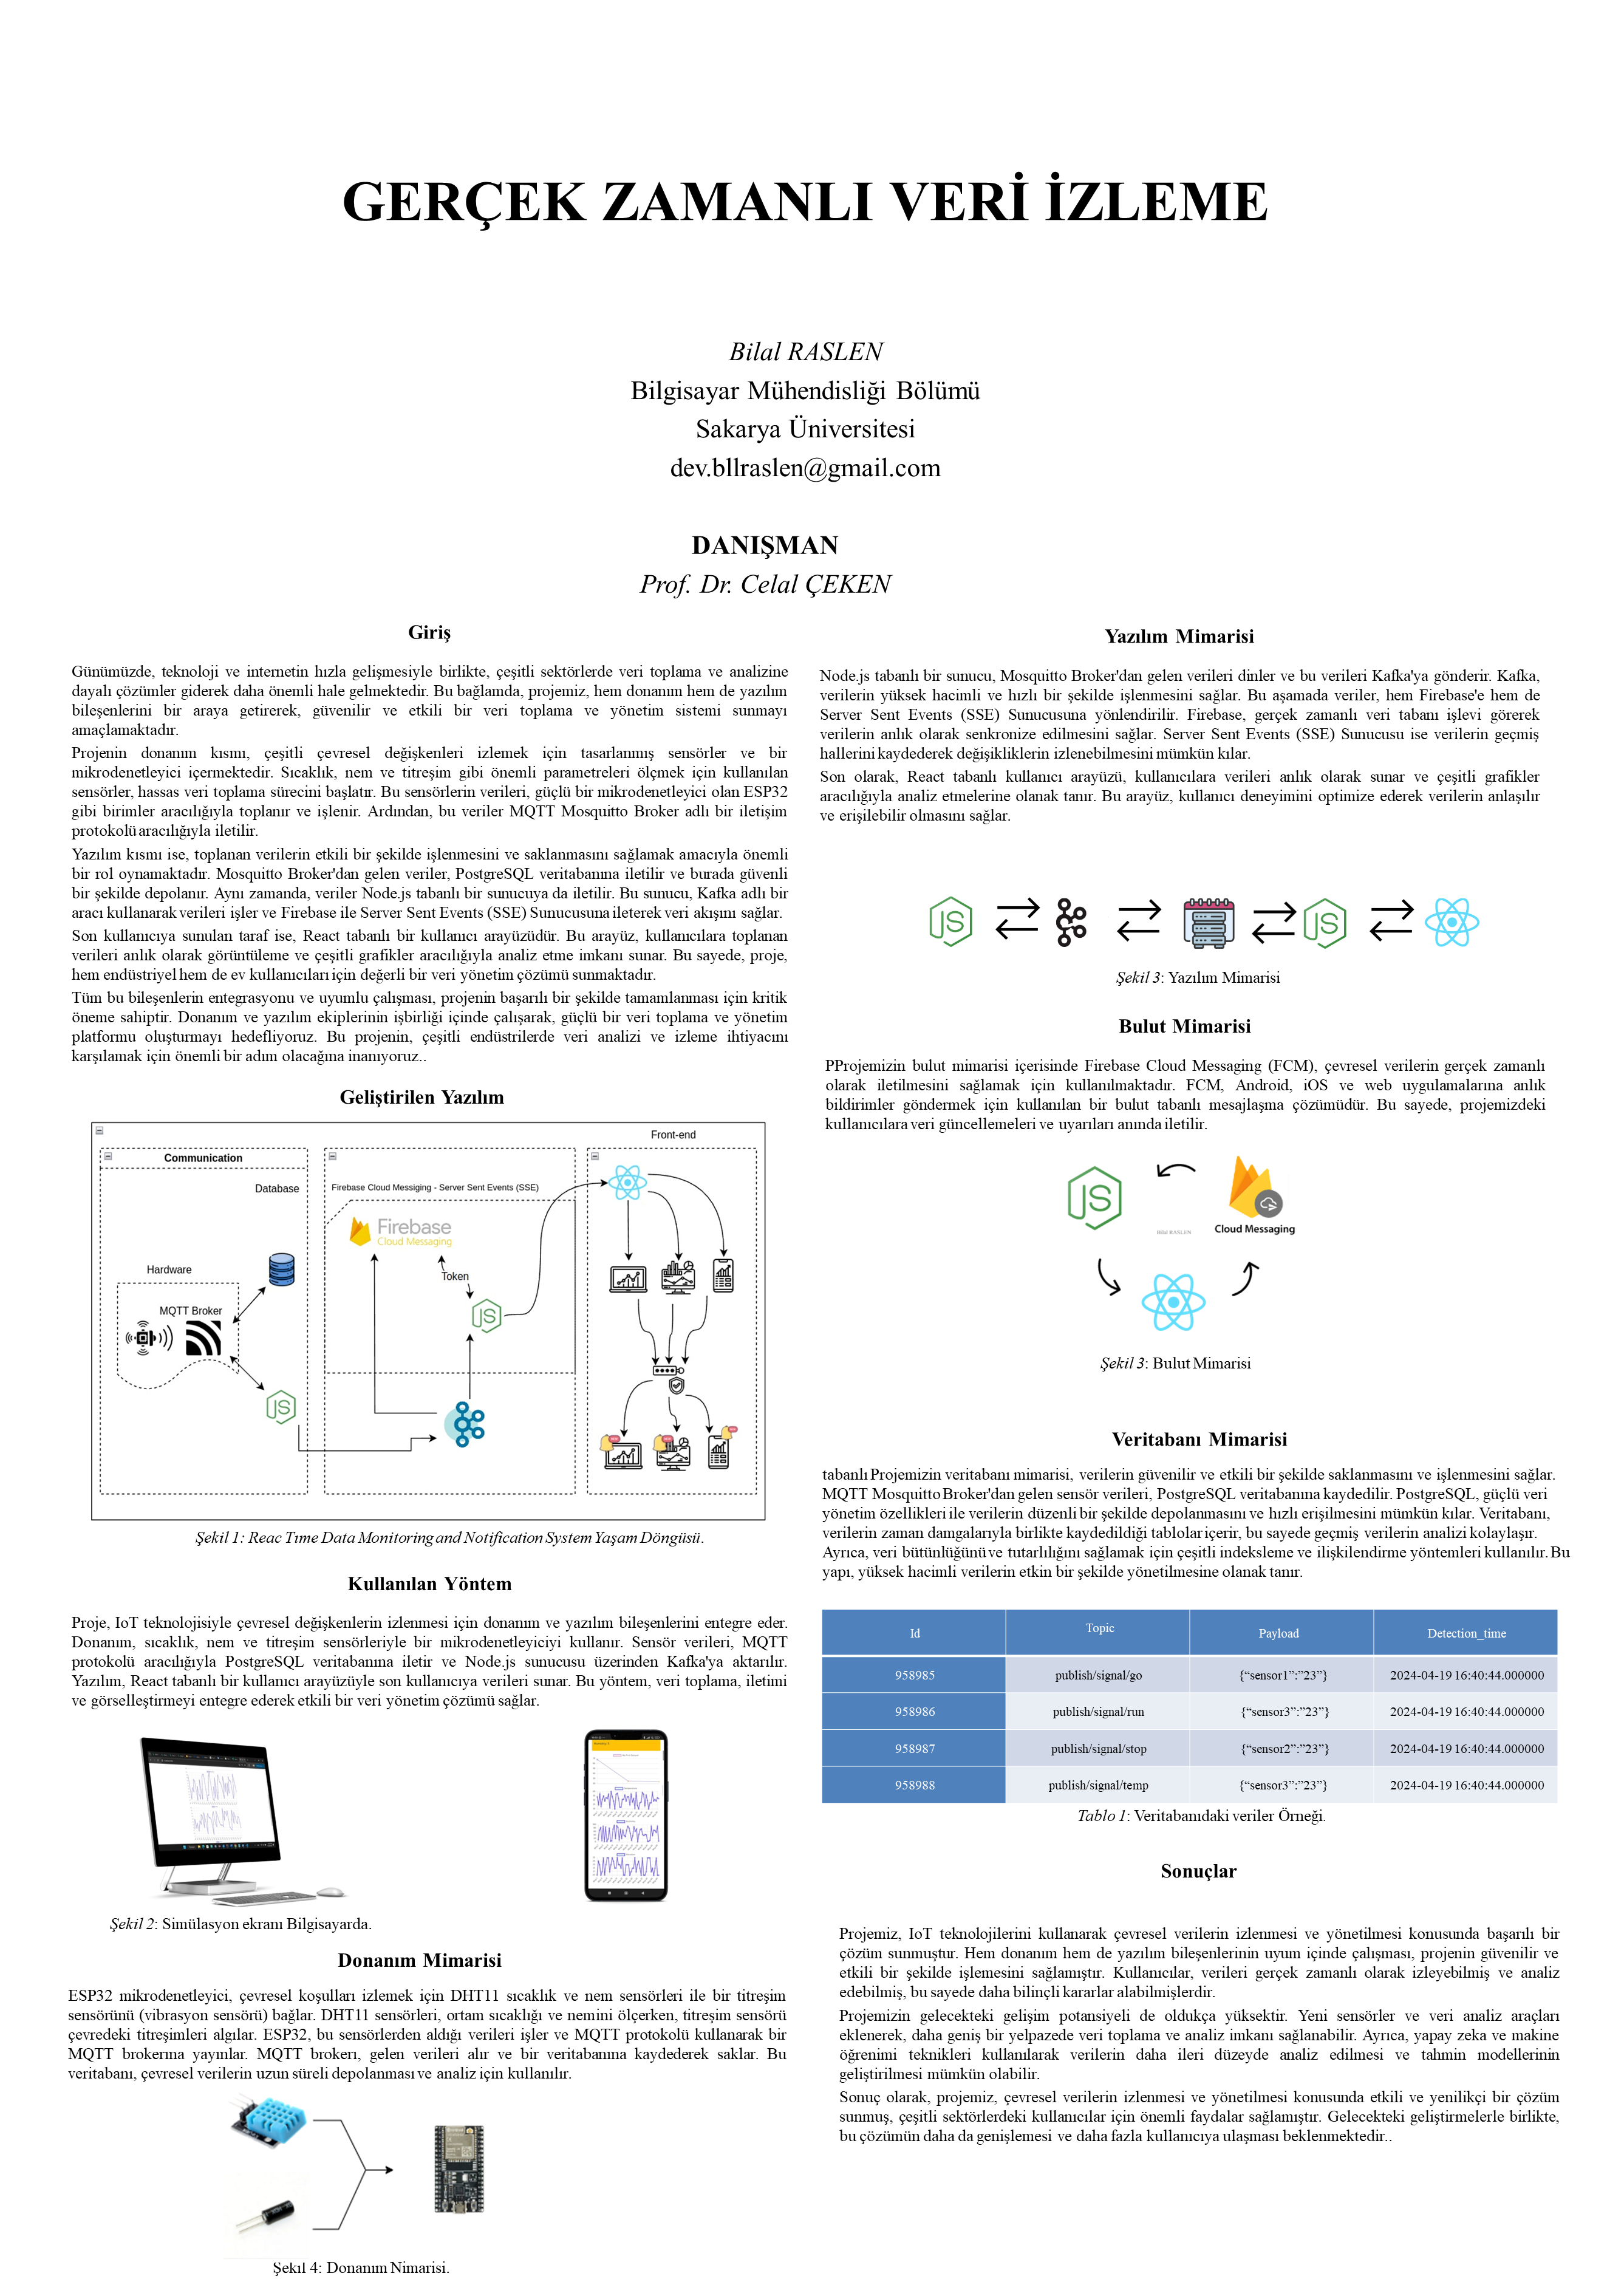 GERÇEK ZAMANLI VERİ İZLEME
Bilal RASLEN
Bilgisayar Mühendisliği Bölümü
Sakarya Üniversitesi
dev.bllraslen@gmail.com
DANIŞMAN
Prof. Dr. Celal ÇEKEN
Giriş
Günümüzde, teknoloji ve internetin hızla gelişmesiyle birlikte, çeşitli sektörlerde veri toplama ve analizine
dayalı çözümler giderek daha önemli hale gelmektedir. Bu bağlamda, projemiz, hem donanım hem de yazılım
bileşenlerini bir araya getirerek, güvenilir ve etkili bir veri toplama ve yönetim sistemi sunmayı
amaçlamaktadır.
Projenin donanım kısmı, çeşitli çevresel değişkenleri izlemek için tasarlanmış sensörler ve bir
mikrodenetleyici içermektedir. Sıcaklık, nem ve titreşim gibi önemli parametreleri ölçmek için kullanılan
sensörler, hassas veri toplama sürecini başlatır. Bu sensörlerin verileri, güçlü bir mikrodenetleyici olan ESP32
gibi birimler aracılığıyla toplanır ve işlenir. Ardından, bu veriler MQTT Mosquitto Broker adlı bir iletişim
protokolü aracılığıyla iletilir.
Yazılım kısmı ise, toplanan verilerin etkili bir şekilde işlenmesini ve saklanmasını sağlamak amacıyla önemli
bir rol oynamaktadır. Mosquitto Broker'dan gelen veriler, PostgreSQL veritabanına iletilir ve burada güvenli
bir şekilde depolanır. Aynı zamanda, veriler Node.js tabanlı bir sunucuya da iletilir. Bu sunucu, Kafka adlı bir
aracı kullanarak verileri işler ve Firebase ile Server Sent Events (SSE) Sunucusuna ileterek veri akışını sağlar.
Son kullanıcıya sunulan taraf ise, React tabanlı bir kullanıcı arayüzüdür. Bu arayüz, kullanıcılara toplanan
verileri anlık olarak görüntüleme ve çeşitli grafikler aracılığıyla analiz etme imkanı sunar. Bu sayede, proje,
hem endüstriyel hem de ev kullanıcıları için değerli bir veri yönetim çözümü sunmaktadır.
Tüm bu bileşenlerin entegrasyonu ve uyumlu çalışması, projenin başarılı bir şekilde tamamlanması için kritik
öneme sahiptir. Donanım ve yazılım ekiplerinin işbirliği içinde çalışarak, güçlü bir veri toplama ve yönetim
platformu oluşturmayı hedefliyoruz. Bu projenin, çeşitli endüstrilerde veri analizi ve izleme ihtiyacını
karşılamak için önemli bir adım olacağına inanıyoruz..
Geliştirilen Yazılım
Front-end
Communication
Database
Firebase Cloud Messiging - Server Sent Events (SSE)
Firebase
Cloud Messaging
Token
Hardware
MQTT Broker
JS
JS
Şekil 1: Reac Tıme Data Monitoring and Notification System Yaşam Döngüsü.
Kullanılan Yöntem
Proje, IoT teknolojisiyle çevresel değişkenlerin izlenmesi için donanım ve yazılım bileşenlerini entegre eder.
Donanım, sıcaklık, nem ve titreşim sensörleriyle bir mikrodenetleyiciyi kullanır. Sensör verileri, MQTT
protokolü aracılığıyla PostgreSQL veritabanına iletir ve Node.js sunucusu üzerinden Kafka'ya aktarılır.
Yazılım, React tabanlı bir kullanıcı arayüzüyle son kullanıcıya verileri sunar. Bu yöntem, veri toplama, iletimi
ve görselleştirmeyi entegre ederek etkili bir veri yönetim çözümü sağlar.
Şekil 2: Simülasyon ekranı Bilgisayarda.
Donanım Mimarisi
ESP32 mikrodenetleyici, çevresel koşulları izlemek için DHT11 sıcaklık ve nem sensörleri ile bir titreşim
sensörünü (vibrasyon sensörü) bağlar. DHT11 sensörleri, ortam sıcaklığı ve nemini ölçerken, titreşim sensörü
çevredeki titreşimleri algılar. ESP32, bu sensörlerden aldığı verileri işler ve MQTT protokolü kullanarak bir
MQTT brokerına yayınlar. MQTT brokerı, gelen verileri alır ve bir veritabanına kaydederek saklar. Bu
veritabanı, çevresel verilerin uzun süreli depolanması ve analiz için kullanılır.
Şekil 4: Donanım Nimarisi.
Yazılım Mimarisi
Node.js tabanlı bir sunucu, Mosquitto Broker'dan gelen verileri dinler ve bu verileri Kafka'ya gönderir. Kafka,
verilerin yüksek hacimli ve hızlı bir şekilde işlenmesini sağlar. Bu aşamada veriler, hem Firebase'e hem de
Server Sent Events (SSE) Sunucusuna yönlendirilir. Firebase, gerçek zamanlı veri tabanı işlevi görerek
verilerin anlık olarak senkronize edilmesini sağlar. Server Sent Events (SSE) Sunucusu ise verilerin geçmiş
hallerini kaydederek değişikliklerin izlenebilmesini mümkün kılar.
Son olarak, React tabanlı kullanıcı arayüzü, kullanıcılara verileri anlık olarak sunar ve çeşitli grafikler
aracılığıyla analiz etmelerine olanak tanır. Bu arayüz, kullanıcı deneyimini optimize ederek verilerin anlaşılır
ve erişilebilir olmasını sağlar.
JS JS
Şekil 3: Yazılım Mimarisi
Bulut Mimarisi
PProjemizin bulut mimarisi içerisinde Firebase Cloud Messaging (FCM), çevresel verilerin gerçek zamanlı
olarak iletilmesini sağlamak için kullanılmaktadır. FCM, Android, iOS ve web uygulamalarına anlık
bildirimler göndermek için kullanılan bir bulut tabanlı mesajlaşma çözümüdür. Bu sayede, projemizdeki
kullanıcılara veri güncellemeleri ve uyarıları anında iletilir.
JS
Bilal RASLEN
Cloud Messaging
Şekil 3: Bulut Mimarisi
Veritabanı Mimarisi
tabanlı Projemizin veritabanı mimarisi, verilerin güvenilir ve etkili bir şekilde saklanmasını ve işlenmesini sağlar.
MQTT Mosquitto Broker'dan gelen sensör verileri, PostgreSQL veritabanına kaydedilir. PostgreSQL, güçlü veri
yönetim özellikleri ile verilerin düzenli bir şekilde depolanmasını ve hızlı erişilmesini mümkün kılar. Veritabanı,
verilerin zaman damgalarıyla birlikte kaydedildiği tablolar içerir, bu sayede geçmiş verilerin analizi kolaylaşır.
Ayrıca, veri bütünlüğünü ve tutarlılığını sağlamak için çeşitli indeksleme ve ilişkilendirme yöntemleri kullanılır. Bu
yapı, yüksek hacimli verilerin etkin bir şekilde yönetilmesine olanak tanır.
Id Topic Payload Detection_time
958985 publish/signal/go {“sensor1”:”23”} 2024-04-19 16:40:44.000000
958986 publish/signal/run {“sensor3”:”23”} 2024-04-19 16:40:44.000000
958987 publish/signal/stop {“sensor2”:”23”} 2024-04-19 16:40:44.000000
958988 publish/signal/temp {“sensor3”:”23”} 2024-04-19 16:40:44.000000
Tablo 1: Veritabanıdaki veriler Örneği.
Sonuçlar
Projemiz, IoT teknolojilerini kullanarak çevresel verilerin izlenmesi ve yönetilmesi konusunda başarılı bir
çözüm sunmuştur. Hem donanım hem de yazılım bileşenlerinin uyum içinde çalışması, projenin güvenilir ve
etkili bir şekilde işlemesini sağlamıştır. Kullanıcılar, verileri gerçek zamanlı olarak izleyebilmiş ve analiz
edebilmiş, bu sayede daha bilinçli kararlar alabilmişlerdir.
Projemizin gelecekteki gelişim potansiyeli de oldukça yüksektir. Yeni sensörler ve veri analiz araçları
eklenerek, daha geniş bir yelpazede veri toplama ve analiz imkanı sağlanabilir. Ayrıca, yapay zeka ve makine
öğrenimi teknikleri kullanılarak verilerin daha ileri düzeyde analiz edilmesi ve tahmin modellerinin
geliştirilmesi mümkün olabilir.
Sonuç olarak, projemiz, çevresel verilerin izlenmesi ve yönetilmesi konusunda etkili ve yenilikçi bir çözüm
sunmuş, çeşitli sektörlerdeki kullanıcılar için önemli faydalar sağlamıştır. Gelecekteki geliştirmelerle birlikte,
bu çözümün daha da genişlemesi ve daha fazla kullanıcıya ulaşması beklenmektedir..